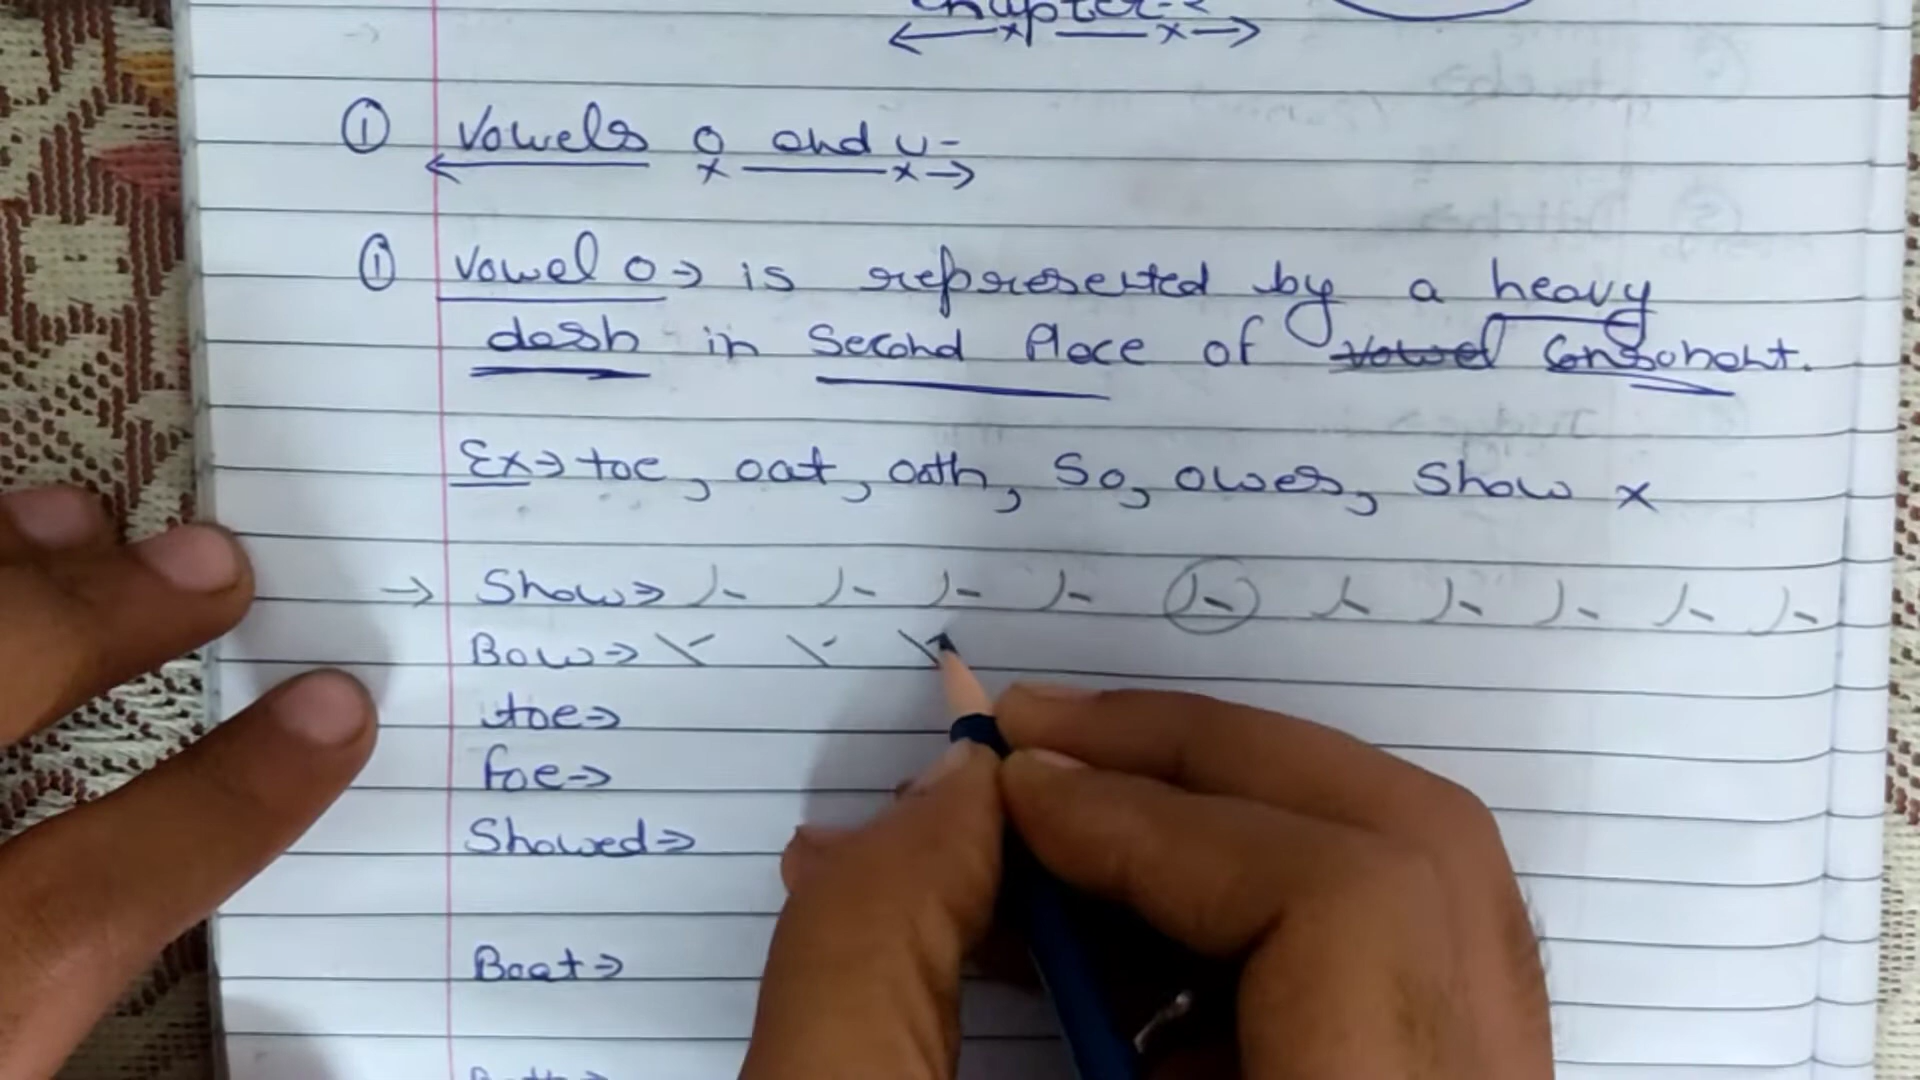 Chapter-2
① Vowels o and u-
① Vowel o→ is represented by a heavy
dash in Second Place of Vowel Consonant.
Ex→ toe, oat, oath, So, owes, Show x
→ Show→
Bow→
toe→
foe→
Showed→
Boat→